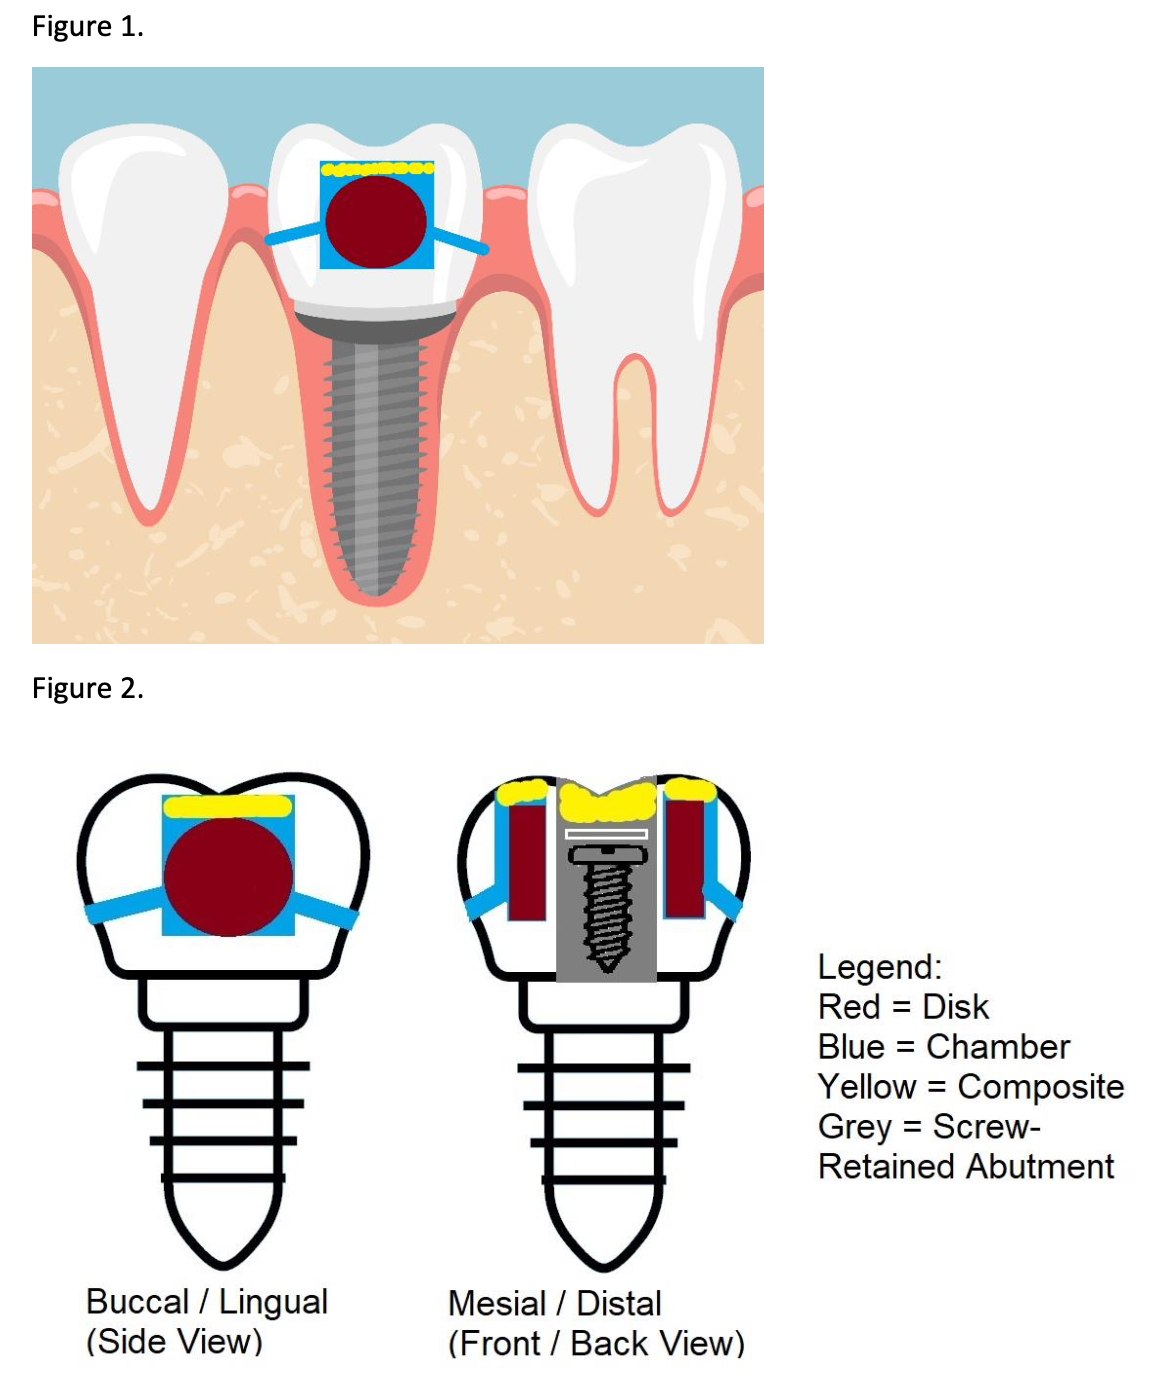 Figure 1.
Figure 2.
Legend:
Red = Disk
Blue = Chamber
Yellow = Composite
Grey = Screw-
Retained Abutment
Buccal / Lingual
(Side View)
Mesial / Distal
(Front / Back View)